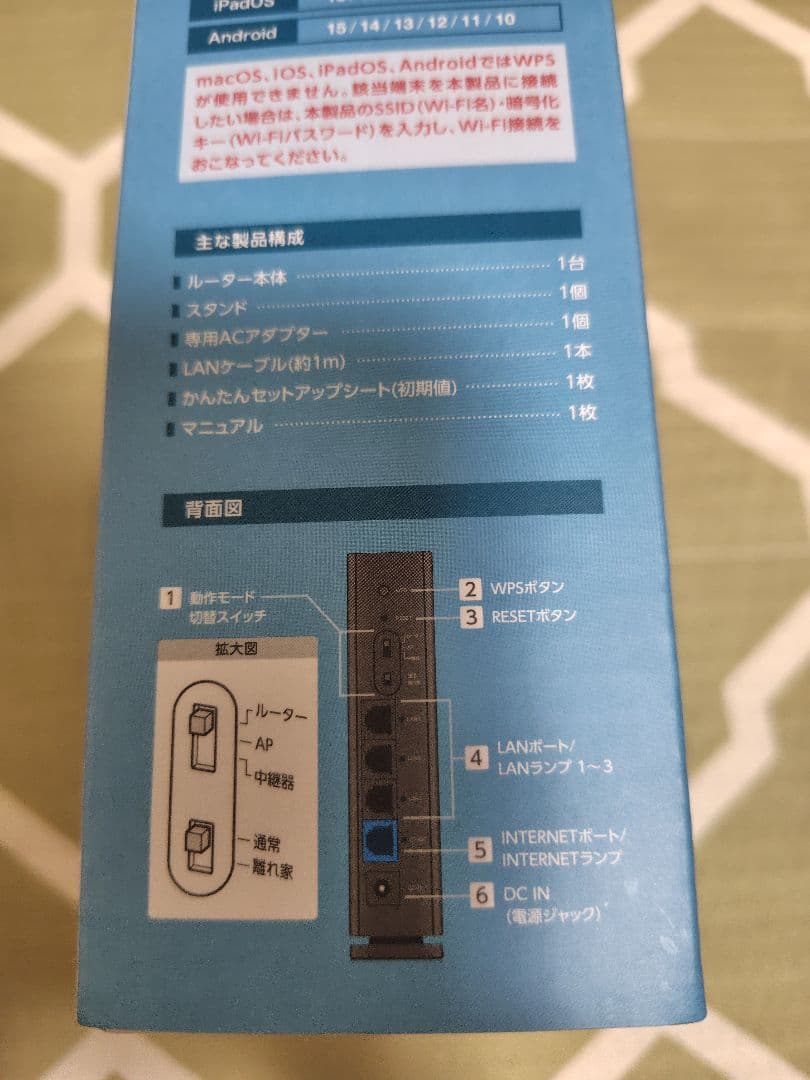 iPadOS
Android 15/14/13/12/11/10
macOS、iOS、iPadOS、AndroidではWPS
が使用できません。該当端末を本製品に接続
したい場合は、本製品のSSID(Wi-Fi名)・暗号化
キー(Wi-Fiパスワード)を入力し、Wi-Fi接続を
おこなってください。
主な製品構成
ルーター本体 1台
スタンド 1個
専用ACアダプター 1個
LANケーブル(約1m) 1本
かんたんセットアップシート(初期値) 1枚
マニュアル 1枚
背面図
1 動作モード
切替スイッチ
2 WPSボタン
3 RESETボタン
拡大図
ルーター
AP
中継器
通常
離れ家
4 LANポート/
LANランプ 1～3
5 INTERNETポート/
INTERNETランプ
6 DC IN
(電源ジャック)